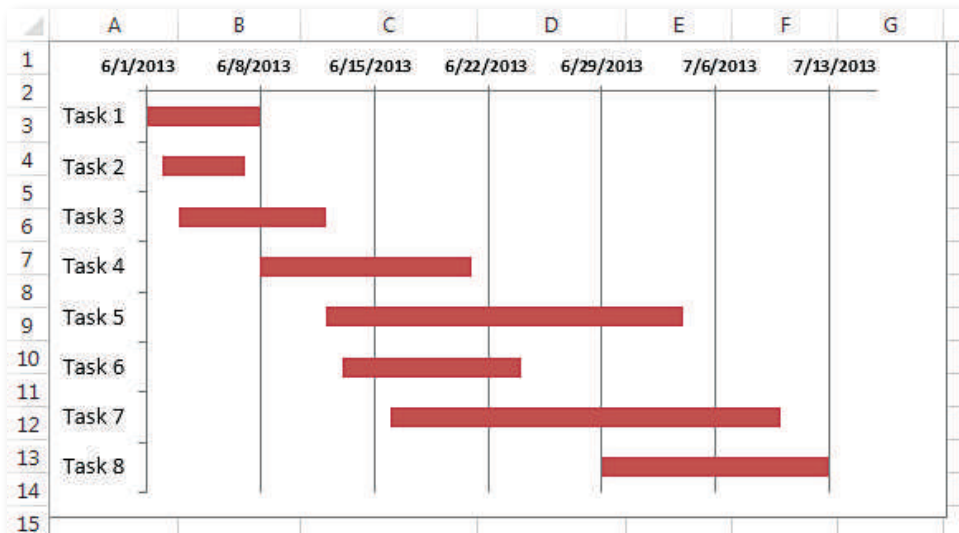 A B C D E F G
1
6/1/2013 6/8/2013 6/15/2013 6/22/2013 6/29/2013 7/6/2013 7/13/2013
2
Task 1
3
4 Task 2
5
Task 3
6
7 Task 4
8
Task 5
9
10 Task 6
11
Task 7
12
13 Task 8
14
15